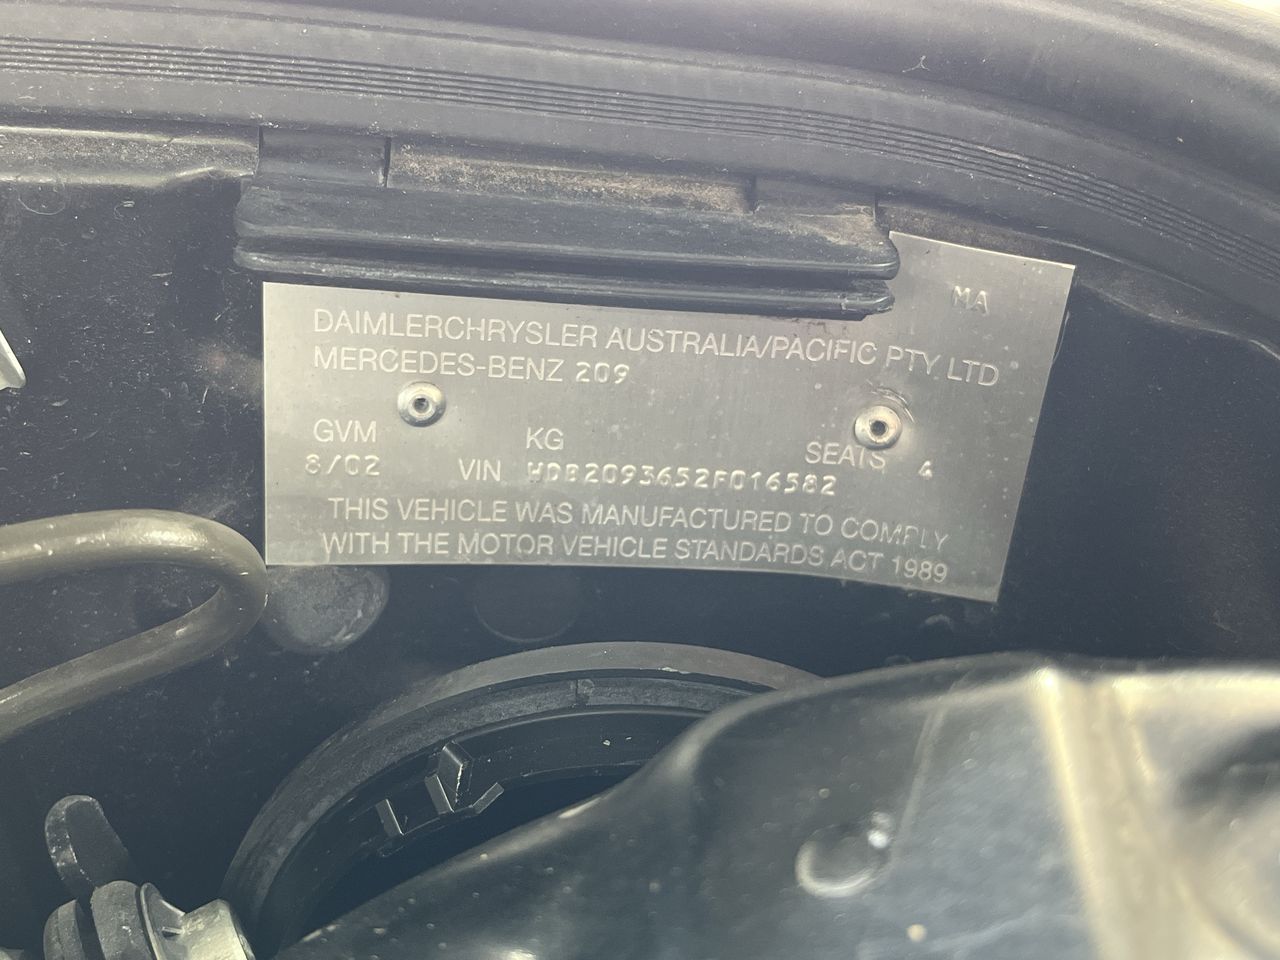 MA
DAIMLERCHRYSLER AUSTRALIA/PACIFIC PTY. LTD
MERCEDES-BENZ 209
GVM KG SEATS 4
8/02 VIN WDB2093652F016582
THIS VEHICLE WAS MANUFACTURED TO COMPLY
WITH THE MOTOR VEHICLE STANDARDS ACT 1989